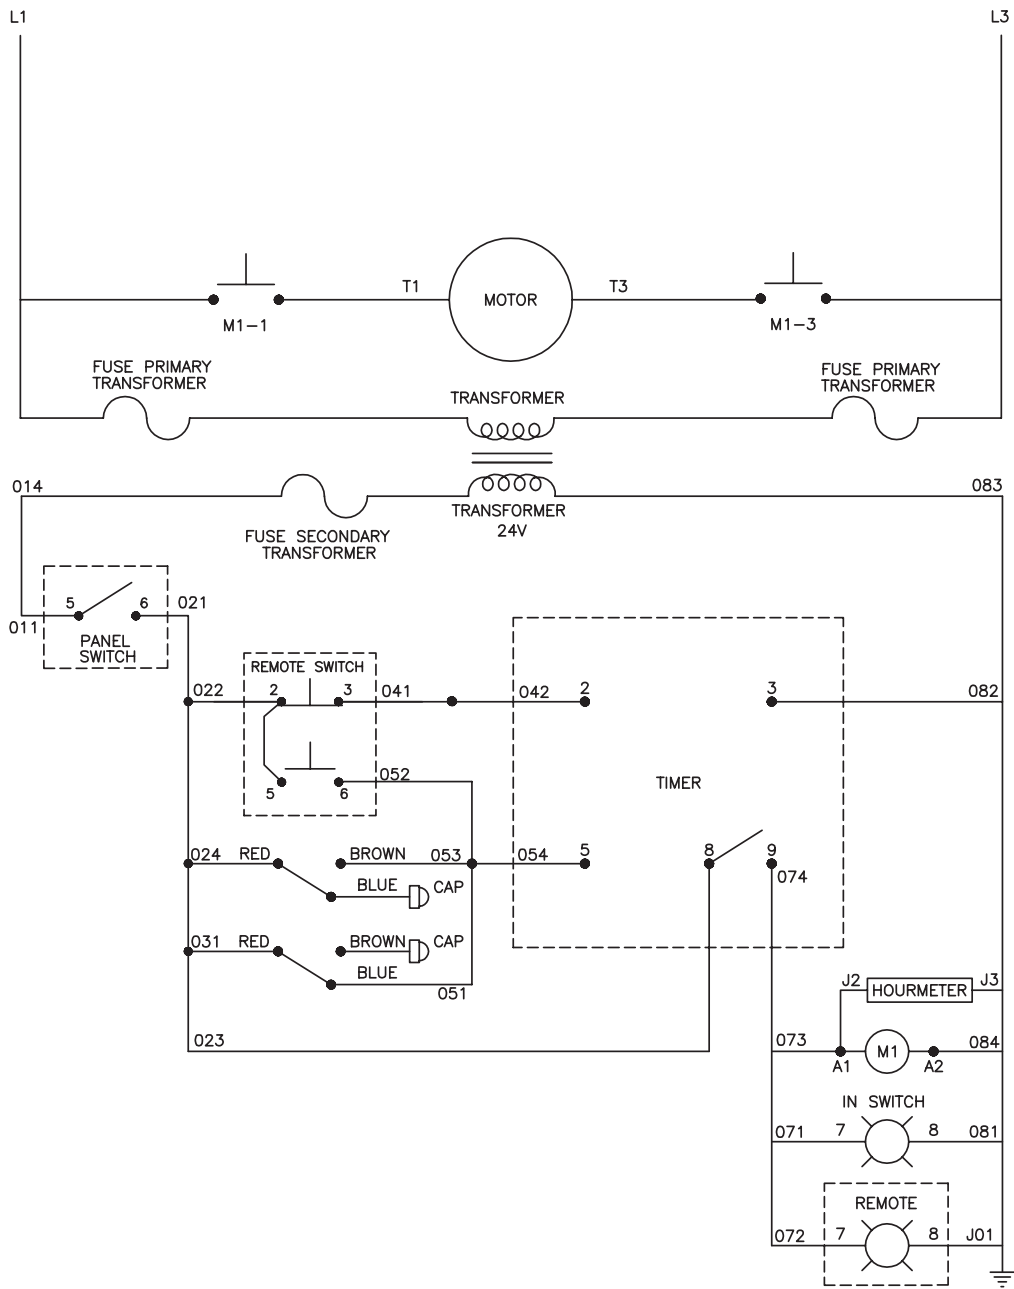 L1
L3
T1
MOTOR
T3
M1-1
M1-3
FUSE PRIMARY
TRANSFORMER
FUSE PRIMARY
TRANSFORMER
TRANSFORMER
014
083
TRANSFORMER
24V
FUSE SECONDARY
TRANSFORMER
5
6
021
011
PANEL
SWITCH
REMOTE SWITCH
022
2
3
041
042
2
3
082
052
5
6
TIMER
024
RED
BROWN
053
054
5
8
9
074
BLUE
CAP
031
RED
BROWN
CAP
BLUE
051
J2
HOURMETER
J3
023
073
M1
084
A1
A2
IN SWITCH
071
7
8
081
REMOTE
072
7
8
J01